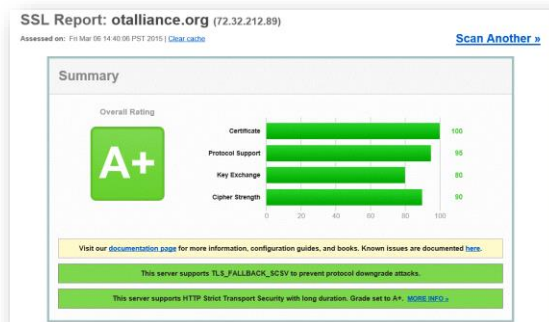 SSL Report: otalliance.org (72.32.212.89)
Assessed on: Fri Mar 06 14:40:06 PST 2015 | Clear cache
Scan Another »
Summary
Overall Rating
A+
Certificate 100
Protocol Support 95
Key Exchange 80
Cipher Strength 90
0 20 40 60 80 100
Visit our documentation page for more information, configuration guides, and books. Known issues are documented here.
This server supports TLS_FALLBACK_SCSV to prevent protocol downgrade attacks.
This server supports HTTP Strict Transport Security with long duration. Grade set to A+. MORE INFO »